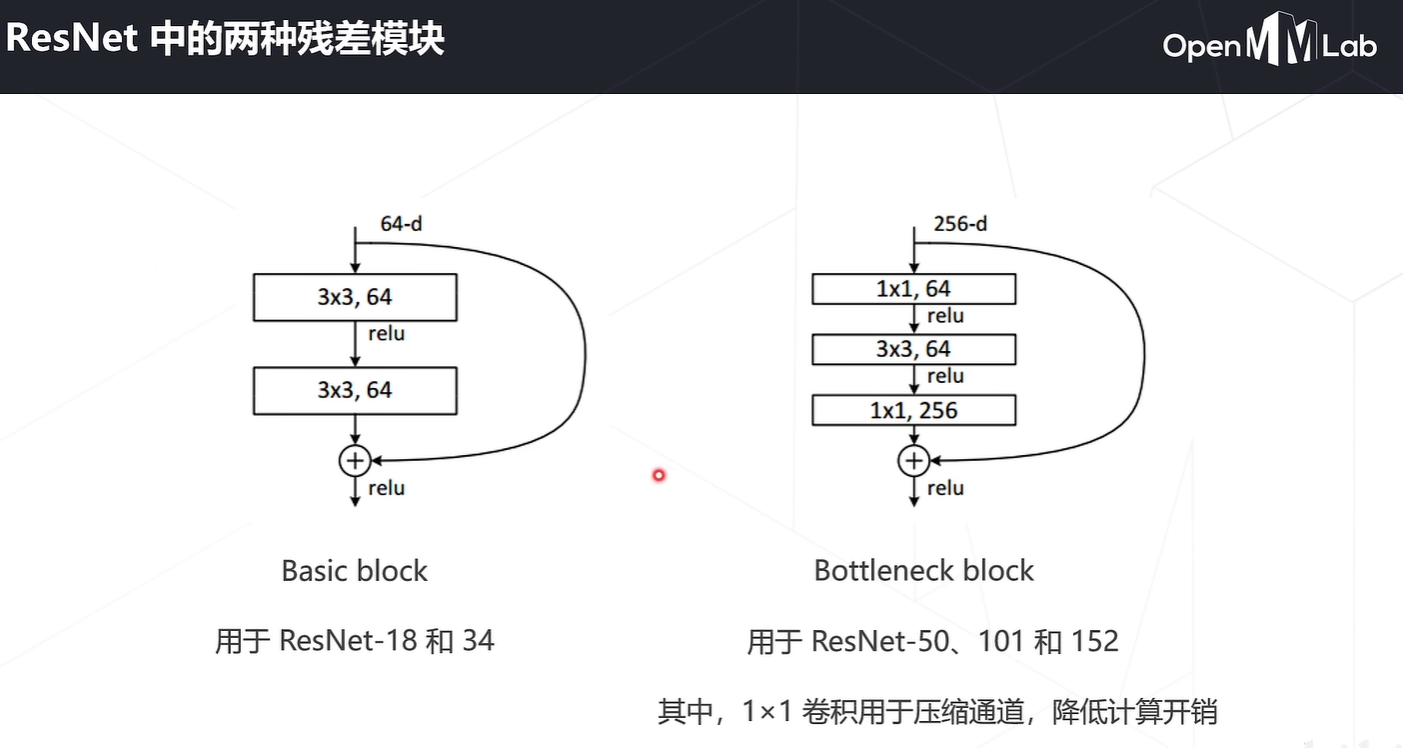 ResNet 中的两种残差模块
OpenMMLab
64-d
3x3, 64
relu
3x3, 64
relu
256-d
1x1, 64
relu
3x3, 64
relu
1x1, 256
relu
Basic block
Bottleneck block
用于 ResNet-18 和 34
用于 ResNet-50、101 和 152
其中，1×1 卷积用于压缩通道，降低计算开销